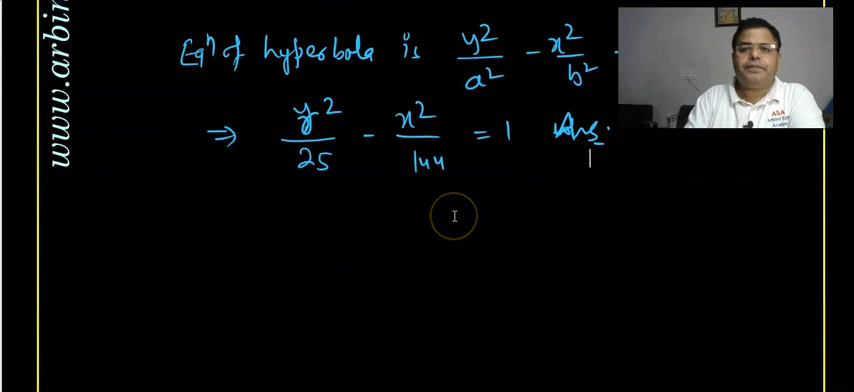 www.arbin
Eqⁿ of hyperbola is y²/a² - x²/b² -
⇒ y²/25 - x²/144 = 1 Ans.
ASA